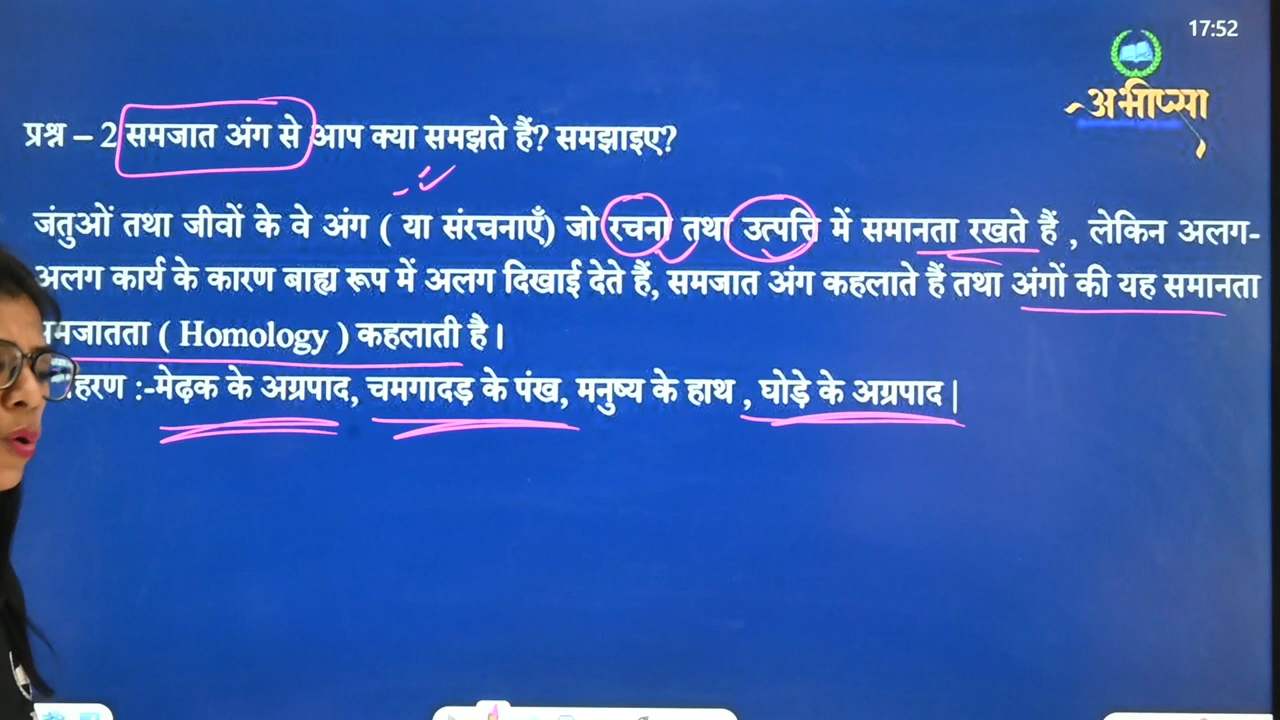 17:52
अभीप्सा
प्रश्न – 2 समजात अंग से आप क्या समझते हैं? समझाइए?
जंतुओं तथा जीवों के वे अंग ( या संरचनाएँ) जो रचना तथा उत्पत्ति में समानता रखते हैं , लेकिन अलग-
अलग कार्य के कारण बाह्य रूप में अलग दिखाई देते हैं, समजात अंग कहलाते हैं तथा अंगों की यह समानता
मजातता ( Homology ) कहलाती है।
हरण :-मेढ़क के अग्रपाद, चमगादड़ के पंख, मनुष्य के हाथ , घोड़े के अग्रपाद |